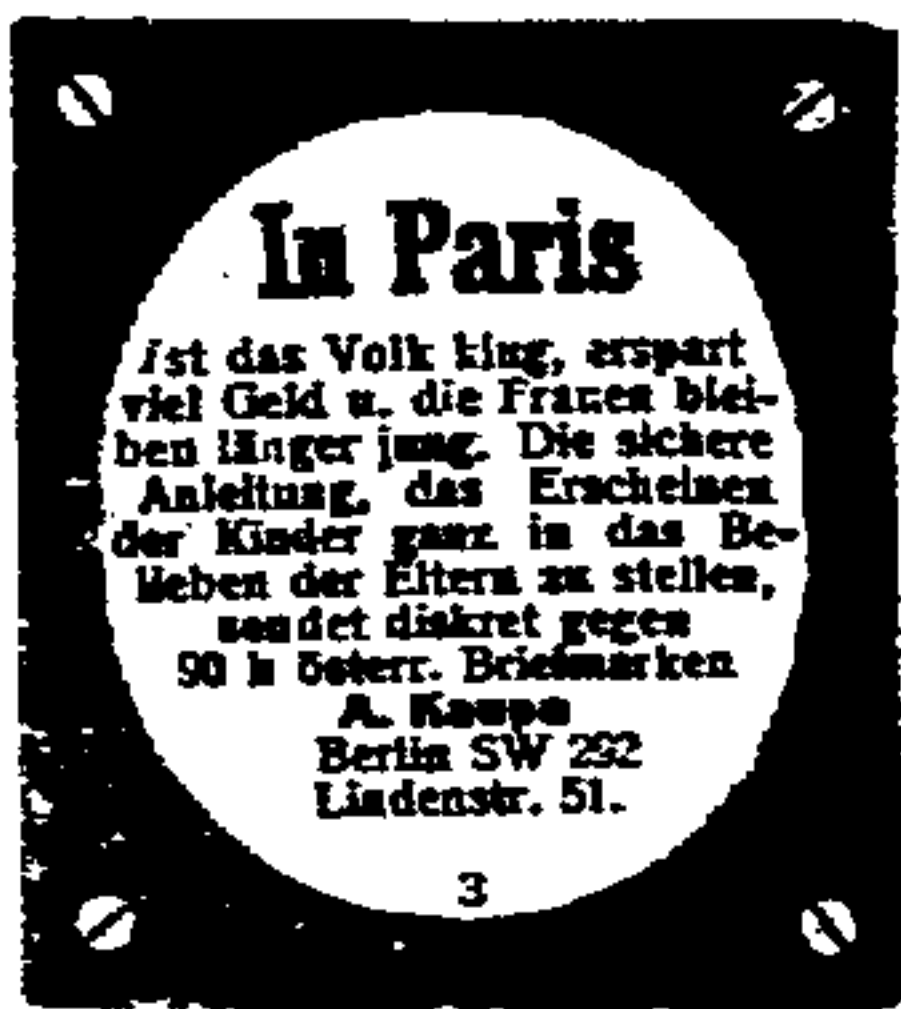 In Paris
ist das Volk klug, erspart
viel Geld u. die Frauen blei-
ben länger jung. Die sichere
Anleitung, das Erscheinen
der Kinder ganz in das Be-
lieben der Eltern zu stellen,
sendet diskret gegen
90 h österr. Briefmarken
A. Kaupa
Berlin SW 292
Lindenstr. 51.
3